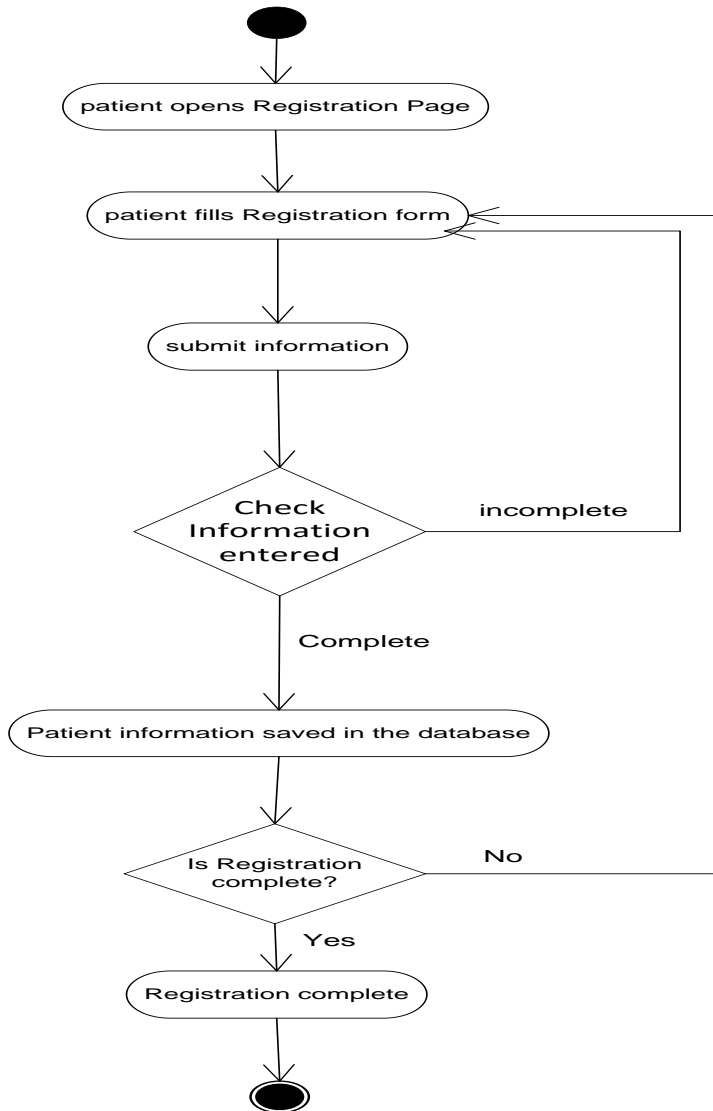 patient opens Registration Page
patient fills Registration form
submit information
Check
Information
entered
incomplete
Complete
Patient information saved in the database
Is Registration
complete?
No
Yes
Registration complete